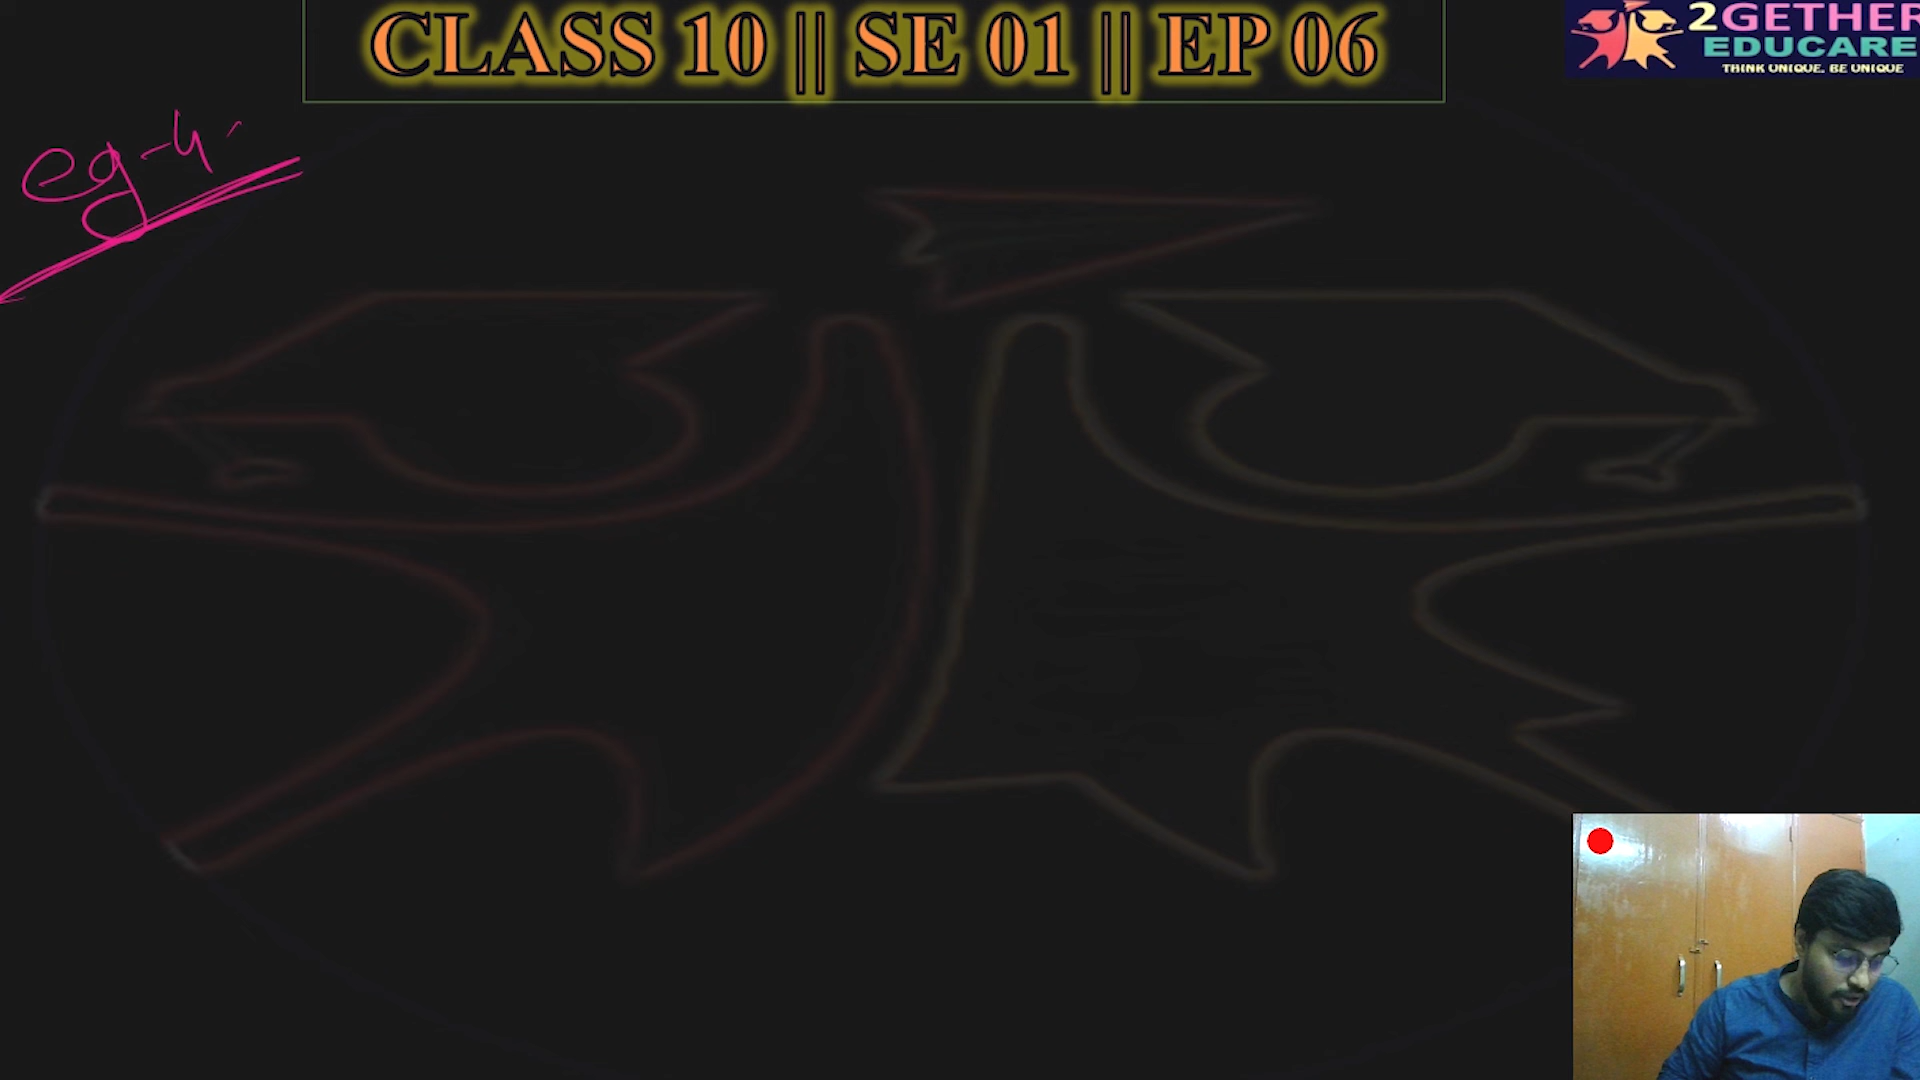 CLASS 10 || SE 01 || EP 06
2GETHER
EDUCARE
THINK UNIQUE. BE UNIQUE
eg-4